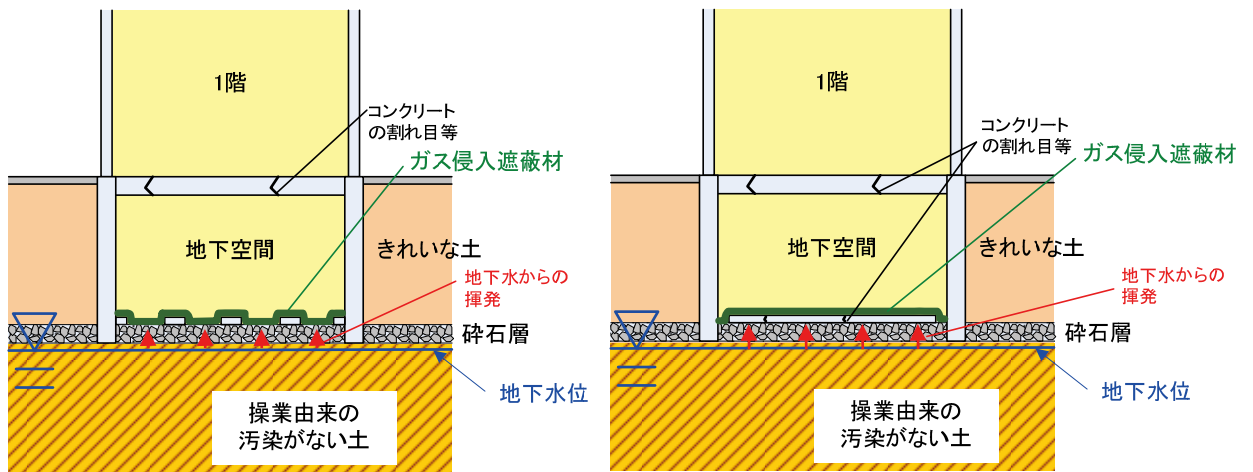 1階
コンクリート
の割れ目等
ガス侵入遮蔽材
地下空間
きれいな土
地下水からの
揮発
砕石層
地下水位
操業由来の
汚染がない土
1階
コンクリート
の割れ目等
ガス侵入遮蔽材
地下空間
きれいな土
地下水からの
揮発
砕石層
地下水位
操業由来の
汚染がない土